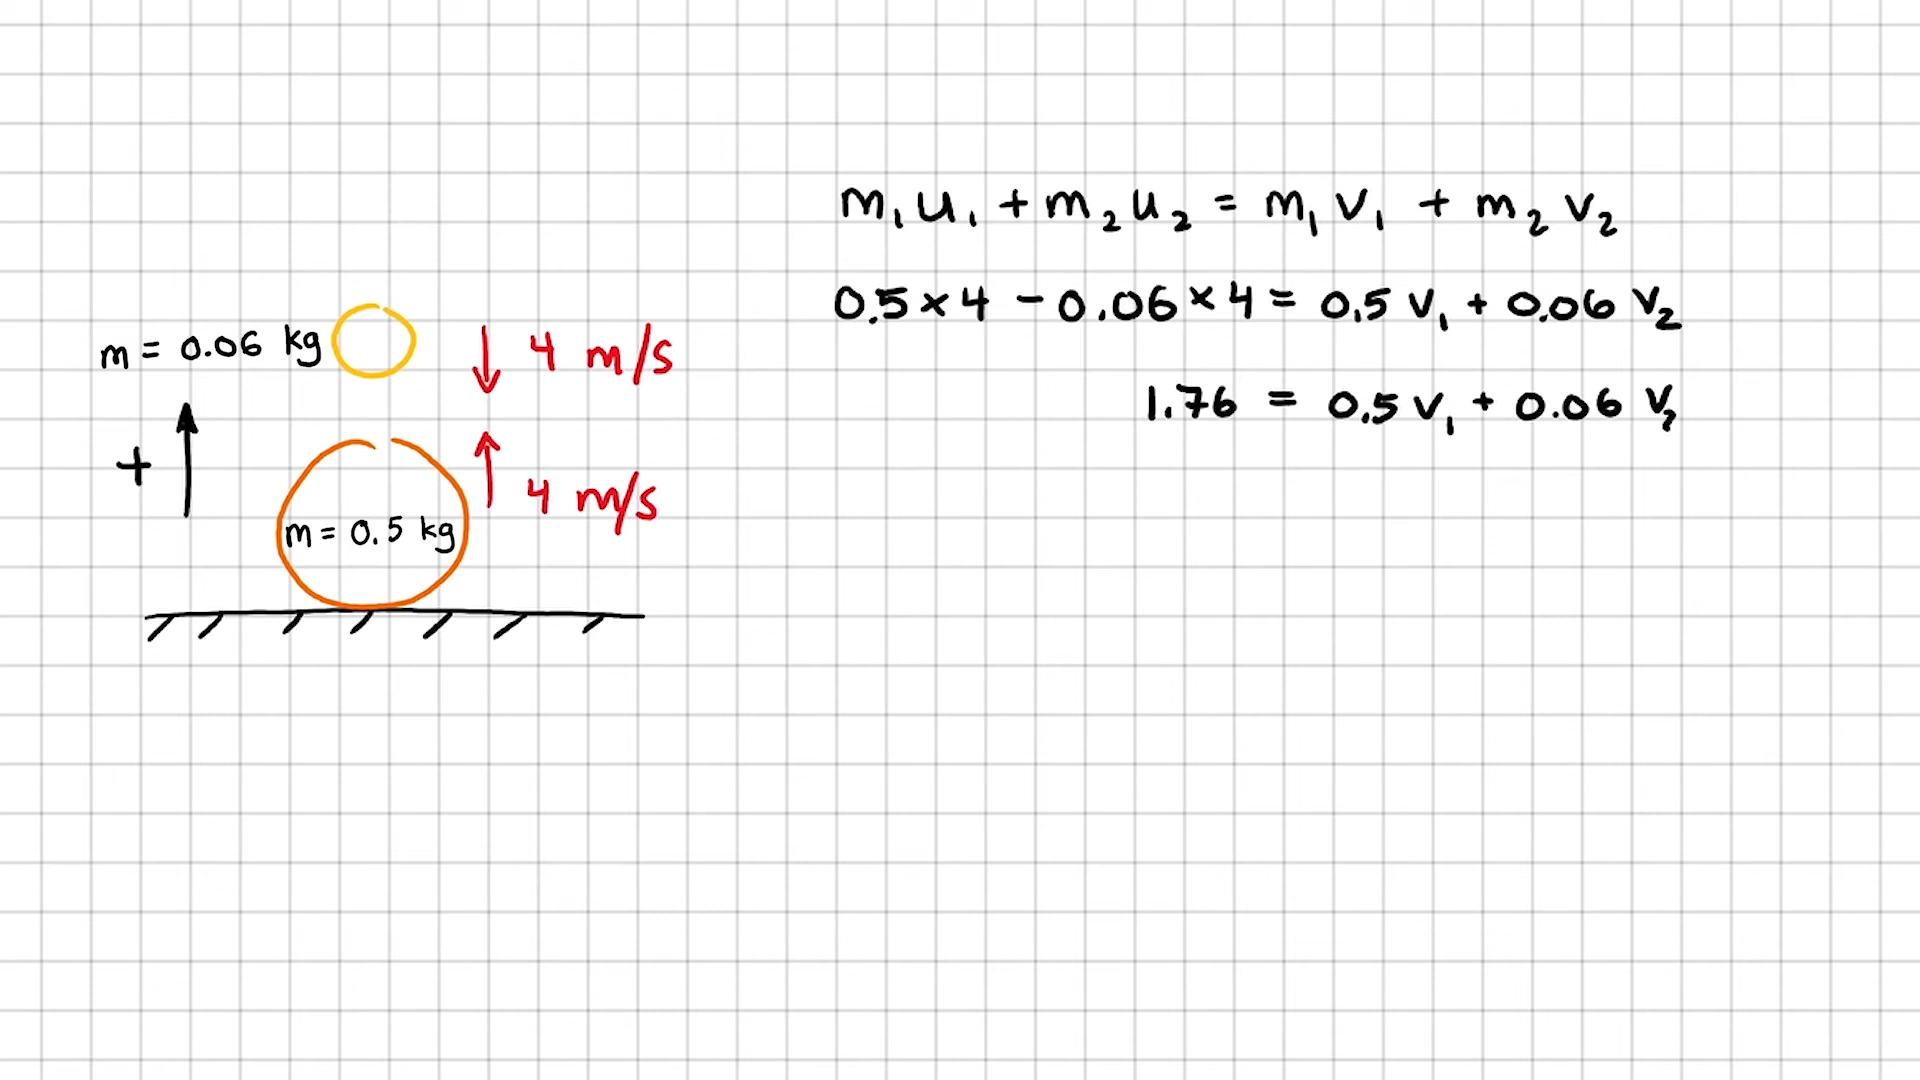 m₁u₁ + m₂u₂ = m₁v₁ + m₂v₂
0.5 × 4 - 0.06 × 4 = 0.5 v₁ + 0.06 v₂
1.76 = 0.5 v₁ + 0.06 v₂
m = 0.06 kg
↓ 4 m/s
+
↑ 4 m/s
m = 0.5 kg